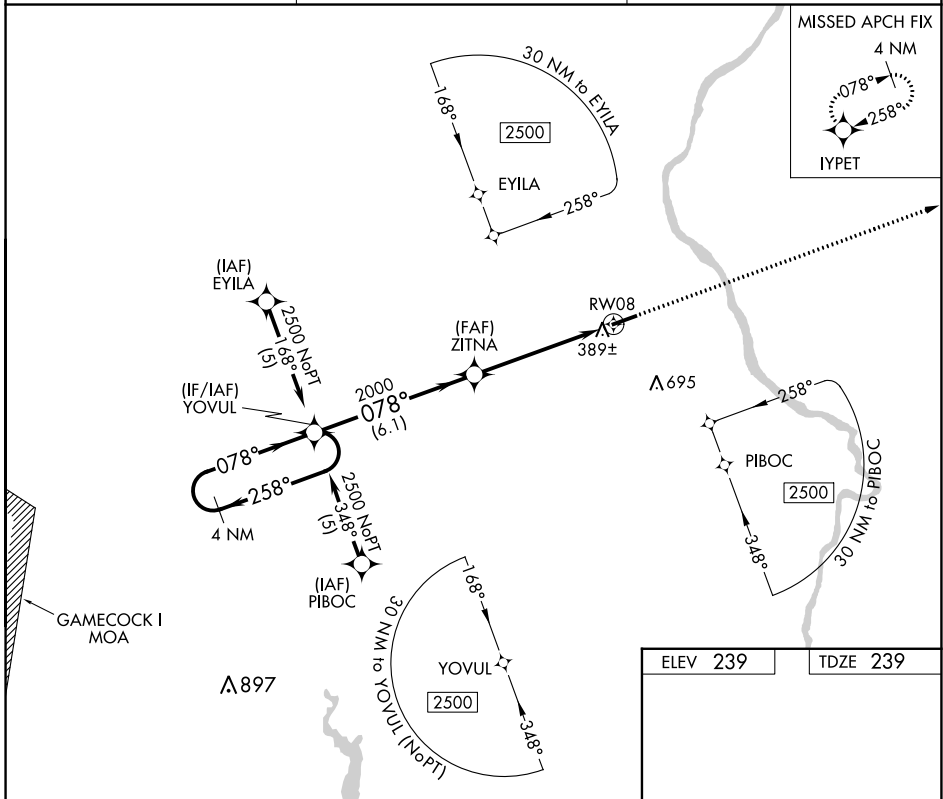 MISSED APCH FIX
4 NM
078°
258°
IYPET
30 NM to EYILA
168°
2500
EYILA
258°
(IAF)
EYILA
2500 NoPT
168°
(5)
(IF/IAF)
YOVUL
(FAF)
ZITNA
RW08
389±
2000
078°
(6.1)
695
078°
258°
4 NM
2500 NoPT
348°
(5)
(IAF)
PIBOC
258°
PIBOC
2500
348°
30 NM to PIBOC
GAMECOCK I
MOA
897
168°
30 NM to YOVUL (NoPT)
YOVUL
2500
348°
ELEV 239
TDZE 239